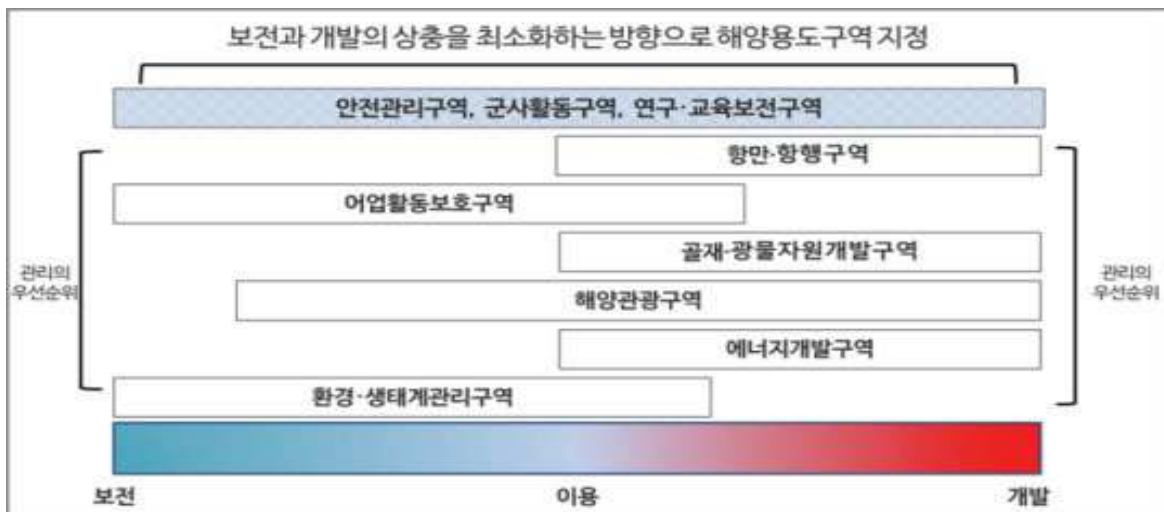 보전과 개발의 상충을 최소화하는 방향으로 해양용도구역 지정
안전관리구역, 군사활동구역, 연구·교육보전구역
항만·항행구역
어업활동보호구역
골재·광물자원개발구역
관리의
우선순위
관리의
우선순위
해양관광구역
에너지개발구역
환경·생태계관리구역
보전
이용
개발